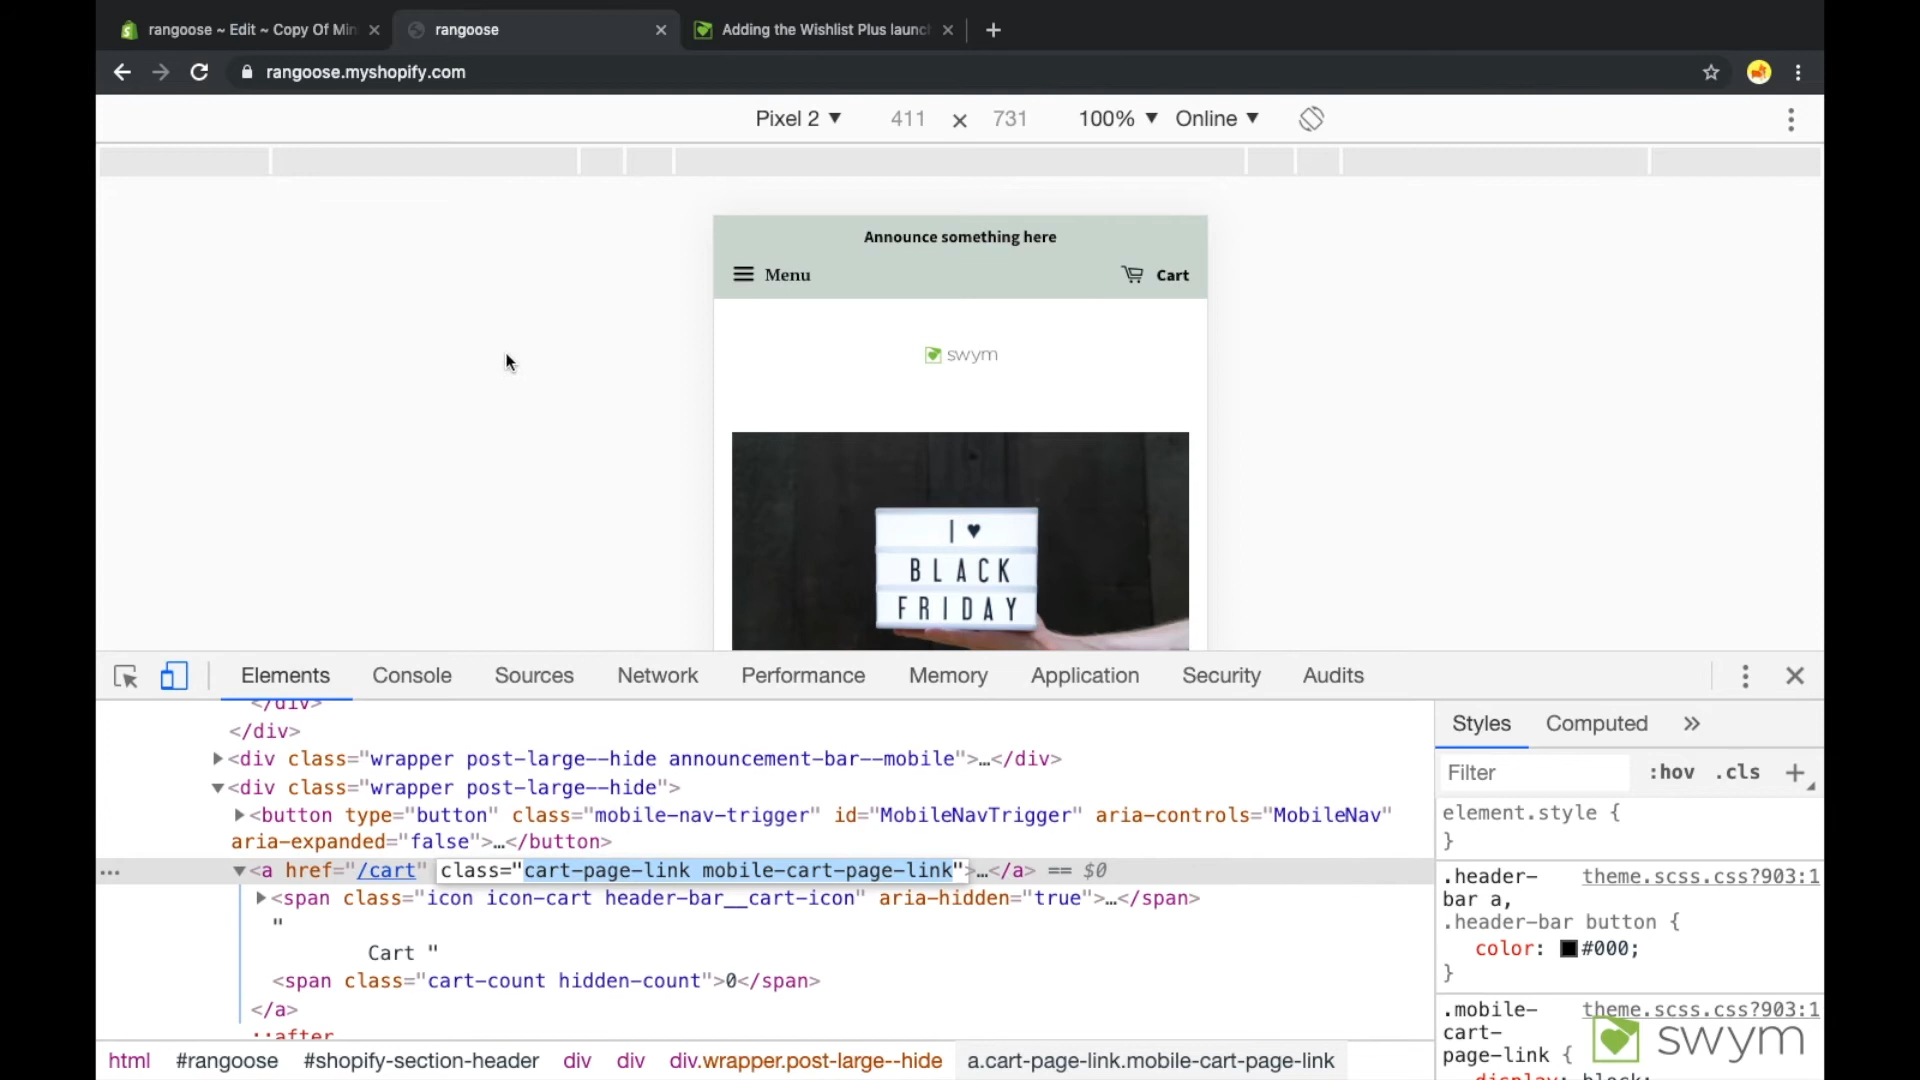 rangoose ~ Edit ~ Copy Of Min
rangoose
Adding the Wishlist Plus launc
rangoose.myshopify.com
Pixel 2 ▼ 411 × 731 100% ▼ Online ▼
Announce something here
Menu
Cart
swym
I ♥
BLACK
FRIDAY
Elements Console Sources Network Performance Memory Application Security Audits
</div>
</div>
<div class="wrapper post-large--hide announcement-bar--mobile">…</div>
<div class="wrapper post-large--hide">
<button type="button" class="mobile-nav-trigger" id="MobileNavTrigger" aria-controls="MobileNav"
aria-expanded="false">…</button>
<a href="/cart" class="cart-page-link mobile-cart-page-link">…</a> == $0
<span class="icon icon-cart header-bar__cart-icon" aria-hidden="true">…</span>
"
Cart "
<span class="cart-count hidden-count">0</span>
</a>
::after
html #rangoose #shopify-section-header div div div.wrapper.post-large--hide a.cart-page-link.mobile-cart-page-link
Styles Computed »
Filter :hov .cls +
element.style {
}
.header- theme.scss.css?903:1
bar a,
.header-bar button {
color: #000;
}
.mobile- theme.scss.css?903:1
cart-
page-link {
display: block;
swym